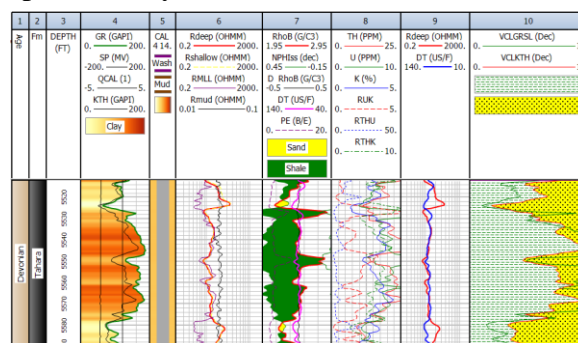 1 2 3 4 5 6 7 8 9 10
Age
Fm
DEPTH
(FT)
GR (GAPI)
0. 200.
SP (MV)
-200. 200.
QCAL (1)
-5. 5.
KTH (GAPI)
0. 200.
Clay
CAL
4 14.
Wash
Mud
Rdeep (OHMM)
0.2 2000.
Rshallow (OHMM)
0.2 2000.
RMLL (OHMM)
0.2 2000.
Rmud (OHMM)
0.01 0.1
RhoB (G/C3)
1.95 2.95
NPHIss (dec)
0.45 -0.15
D_RhoB (G/C3)
-0.5 0.5
DT (US/F)
140. 40.
PE (B/E)
0. 20.
Sand
Shale
TH (PPM)
0. 25.
U (PPM)
0. 10.
K (%)
0. 5.
RUK
0. 5.
RTHU
0. 50.
RTHK
0. 10.
Rdeep (OHMM)
0.2 2000.
DT (US/F)
140. 10.
VCLGRSL (Dec)
0. 1.
VCLKTH (Dec)
0. 1.
Devonian
Tahara
5520
5530
5540
5550
5560
5570
5580